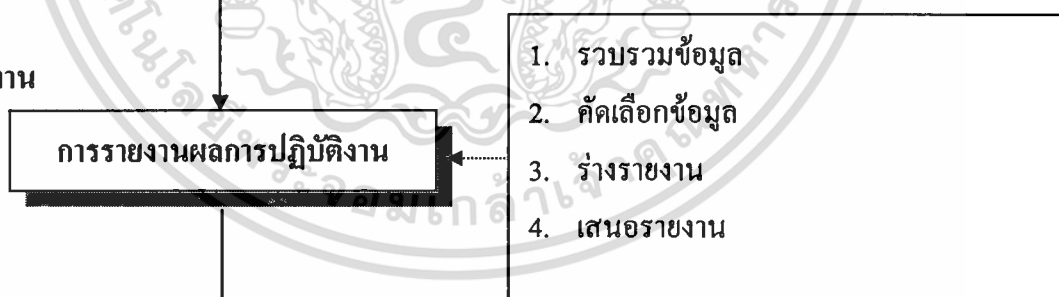 1. รวบรวมข้อมูล
งาน
2. คัดเลือกข้อมูล
การรายงานผลการปฏิบัติงาน
3. ร่างรายงาน
4. เสนอรายงาน